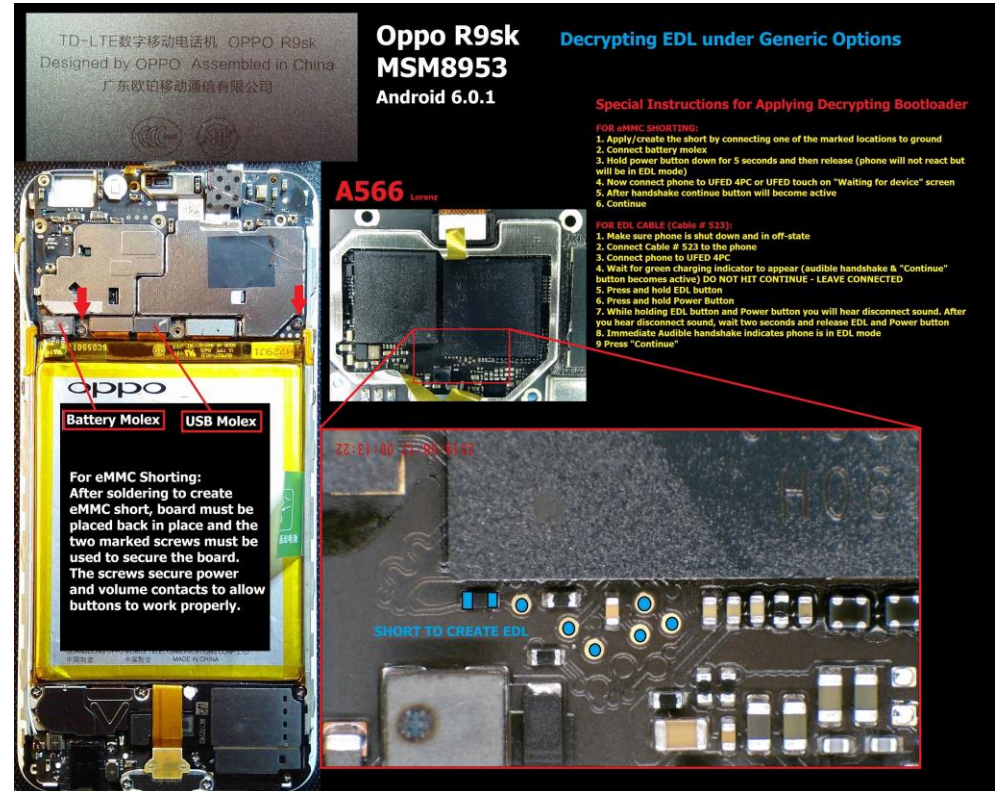 TD-LTE数字移动电话机 OPPO R9sk
Designed by OPPO Assembled in China
广东欧珀移动通信有限公司
Oppo R9sk
MSM8953
Android 6.0.1
Decrypting EDL under Generic Options
Special Instructions for Applying Decrypting Bootloader
FOR eMMC SHORTING:
1. Apply/create the short by connecting one of the marked locations to ground
2. Connect battery molex
3. Hold power button down for 5 seconds and then release (phone will not react but
will be in EDL mode)
4. Now connect phone to UFED 4PC or UFED touch on "Waiting for device" screen
5. After handshake continue button will become active
6. Continue
FOR EDL CABLE (Cable # 523):
1. Make sure phone is shut down and in off-state
2. Connect Cable # 523 to the phone
3. Connect phone to UFED 4PC
4. Wait for green charging indicator to appear (audible handshake & "Continue"
button becomes active) DO NOT HIT CONTINUE - LEAVE CONNECTED
5. Press and hold EDL button
6. Press and hold Power Button
7. While holding EDL button and Power button you will hear disconnect sound. After
you hear disconnect sound, wait two seconds and release EDL and Power button
8. Immediate Audible handshake indicates phone is in EDL mode
9 Press "Continue"
A566 Lorenz
oppo
Battery Molex
USB Molex
For eMMC Shorting:
After soldering to create
eMMC short, board must be
placed back in place and the
two marked screws must be
used to secure the board.
The screws secure power
and volume contacts to allow
buttons to work properly.
中国制造 MADE IN CHINA
H06
SHORT TO CREATE EDL